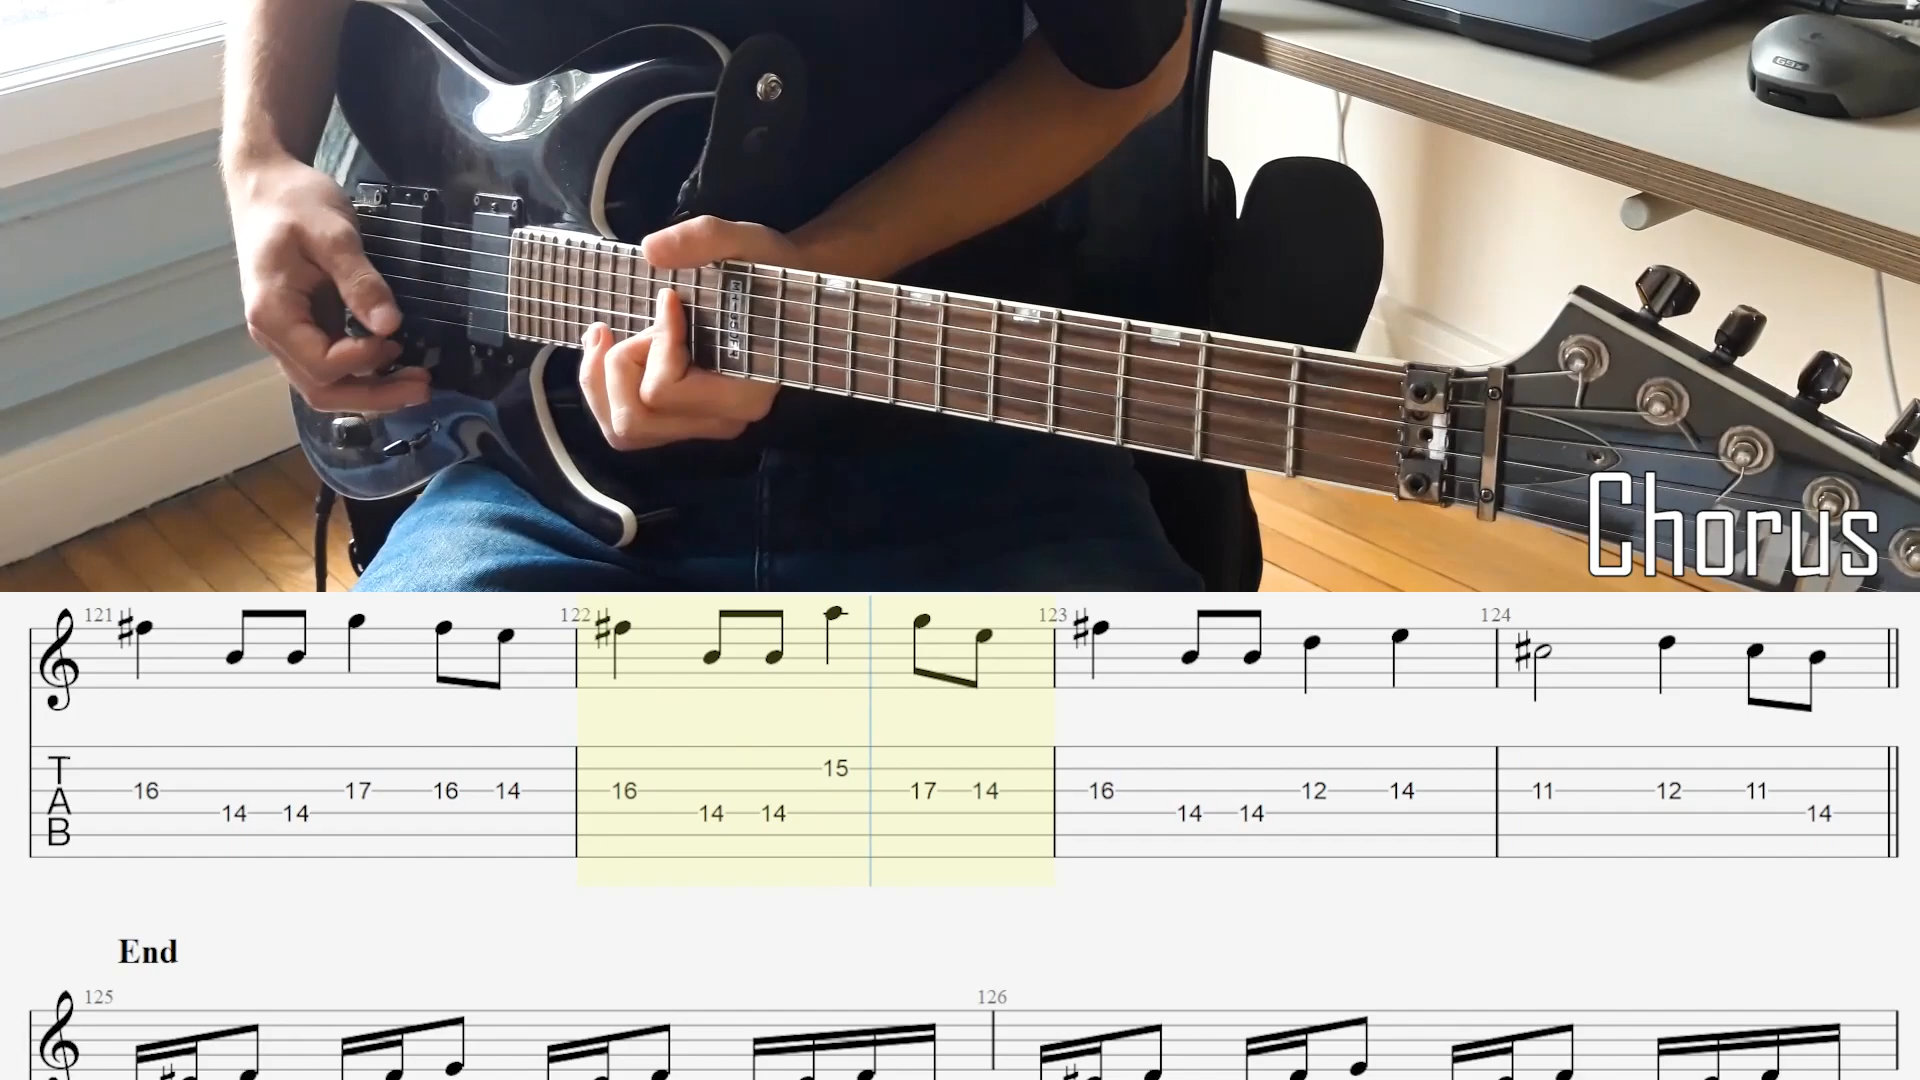 G9x
Chorus
121 122 123 124
T
A
B
15
16 17 16 14 16 17 14 16 12 14 11 12 11
14 14 14 14 14 14 14
End
125 126